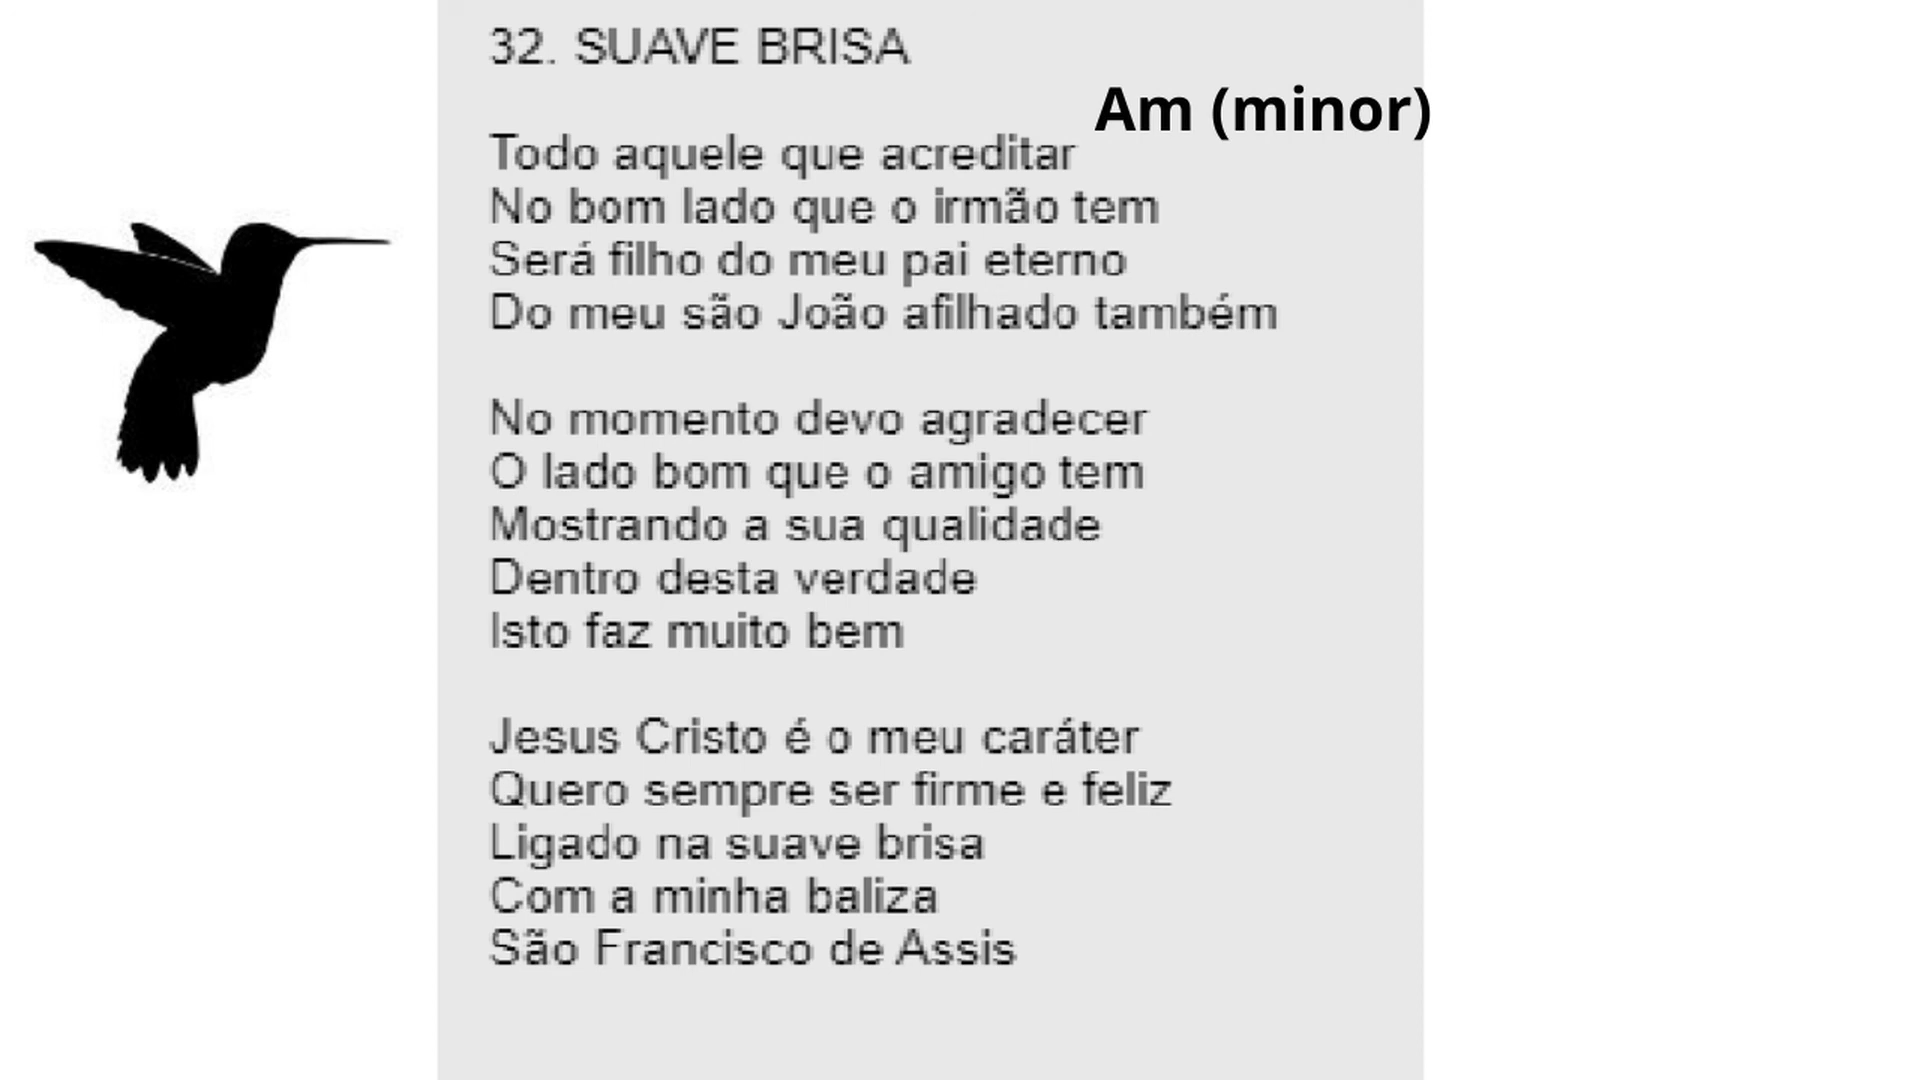 32. SUAVE BRISA
Am (minor)
Todo aquele que acreditar
No bom lado que o irmão tem
Será filho do meu pai eterno
Do meu são João afilhado também
No momento devo agradecer
O lado bom que o amigo tem
Mostrando a sua qualidade
Dentro desta verdade
Isto faz muito bem
Jesus Cristo é o meu caráter
Quero sempre ser firme e feliz
Ligado na suave brisa
Com a minha baliza
São Francisco de Assis